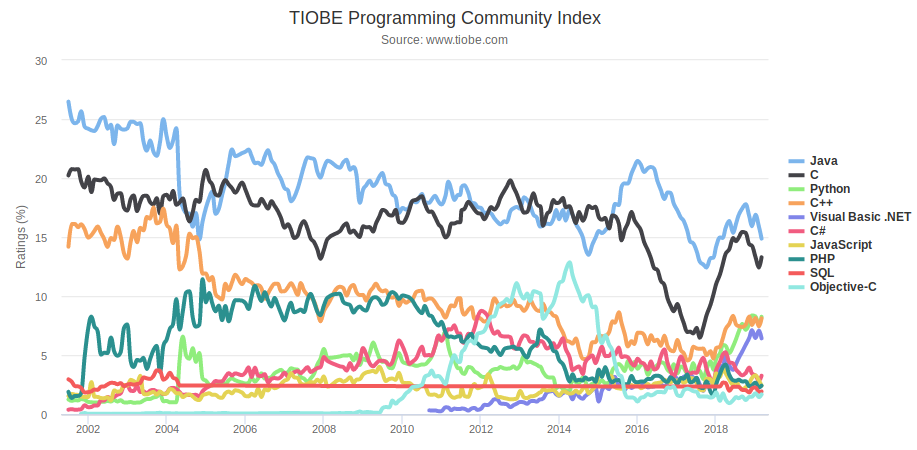 TIOBE Programming Community Index
Source: www.tiobe.com
Ratings (%)
30
25
20
15
10
5
0
2002 2004 2006 2008 2010 2012 2014 2016 2018
Java
C
Python
C++
Visual Basic .NET
C#
JavaScript
PHP
SQL
Objective-C